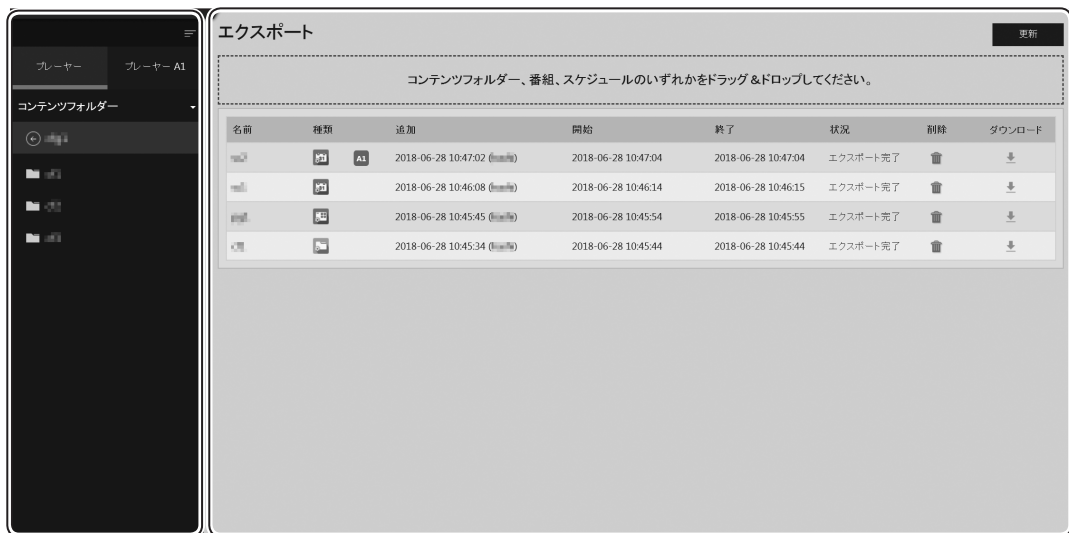 プレーヤー プレーヤー A1
コンテンツフォルダー
エクスポート
更新
コンテンツフォルダー、番組、スケジュールのいずれかをドラッグ&ドロップしてください。
名前 種類 追加 開始 終了 状況 削除 ダウンロード
A1 2018-06-28 10:47:02 ( ) 2018-06-28 10:47:04 2018-06-28 10:47:04 エクスポート完了
2018-06-28 10:46:08 ( ) 2018-06-28 10:46:14 2018-06-28 10:46:15 エクスポート完了
2018-06-28 10:45:45 ( ) 2018-06-28 10:45:54 2018-06-28 10:45:55 エクスポート完了
2018-06-28 10:45:34 ( ) 2018-06-28 10:45:44 2018-06-28 10:45:44 エクスポート完了